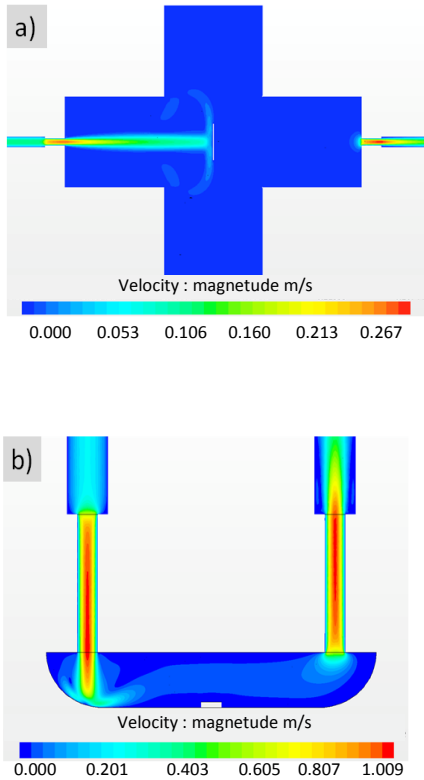 a)
Velocity : magnetude m/s
0.000 0.053 0.106 0.160 0.213 0.267
b)
Velocity : magnetude m/s
0.000 0.201 0.403 0.605 0.807 1.009